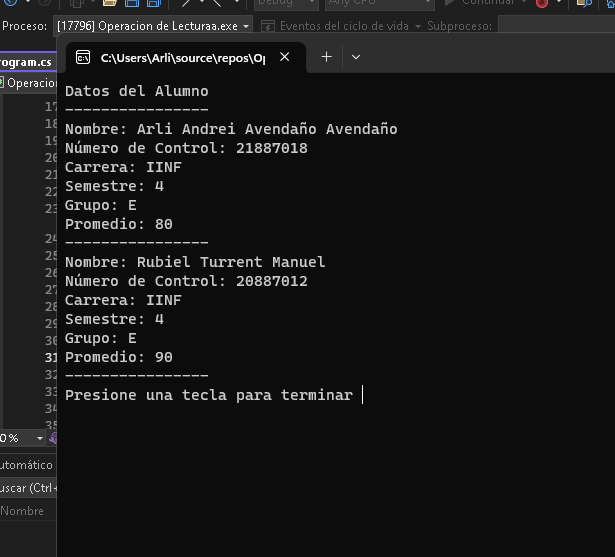 Debug
Any CPU
Continuar
Proceso: [17796] Operacion de Lecturaa.exe
Eventos del ciclo de vida
Subproceso:
rogram.cs
C:\Users\Arli\source\repos\Op
Operacion
Datos del Alumno
----------------
Nombre: Arli Andrei Avendaño Avendaño
Número de Control: 21887018
Carrera: IINF
Semestre: 4
Grupo: E
Promedio: 80
----------------
Nombre: Rubiel Turrent Manuel
Número de Control: 20887012
Carrera: IINF
Semestre: 4
Grupo: E
Promedio: 90
----------------
Presione una tecla para terminar
17
18
19
20
21
22
23
24
25
26
27
28
29
30
31
32
33
34
35
0 %
utomático
uscar (Ctrl+
Nombre